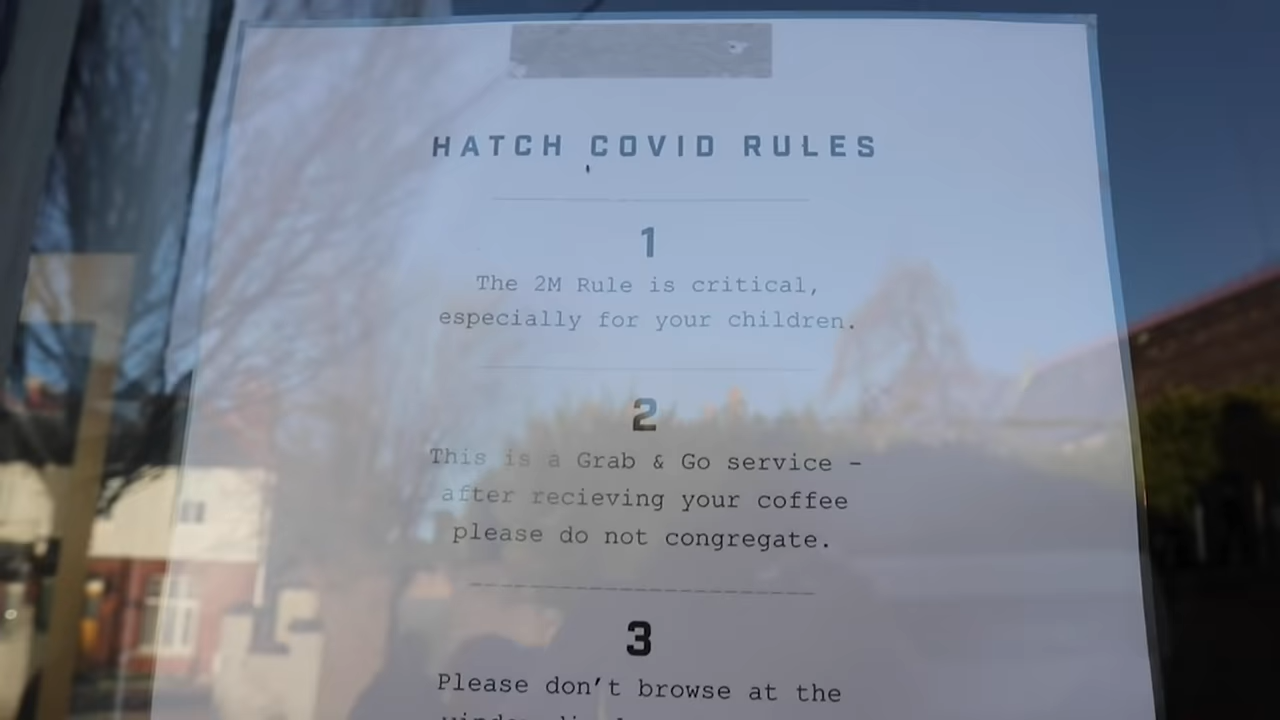 HATCH COVID RULES
1
The 2M Rule is critical,
especially for your children.
2
This is a Grab & Go service -
after recieving your coffee
please do not congregate.
3
Please don't browse at the